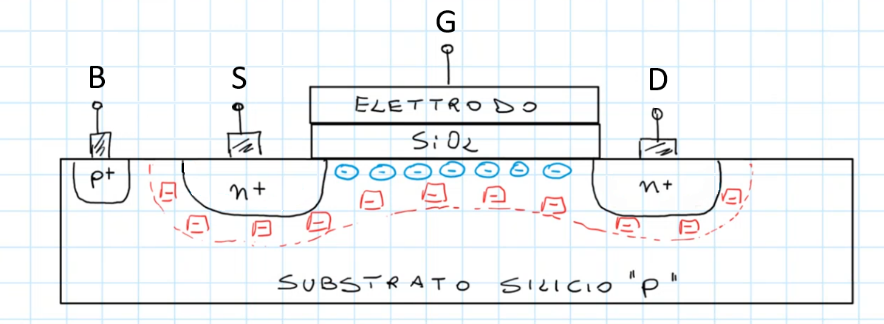 G
B S D
ELETTRODO
SiO2
p+ n+ n+
SUBSTRATO SILICIO "P"